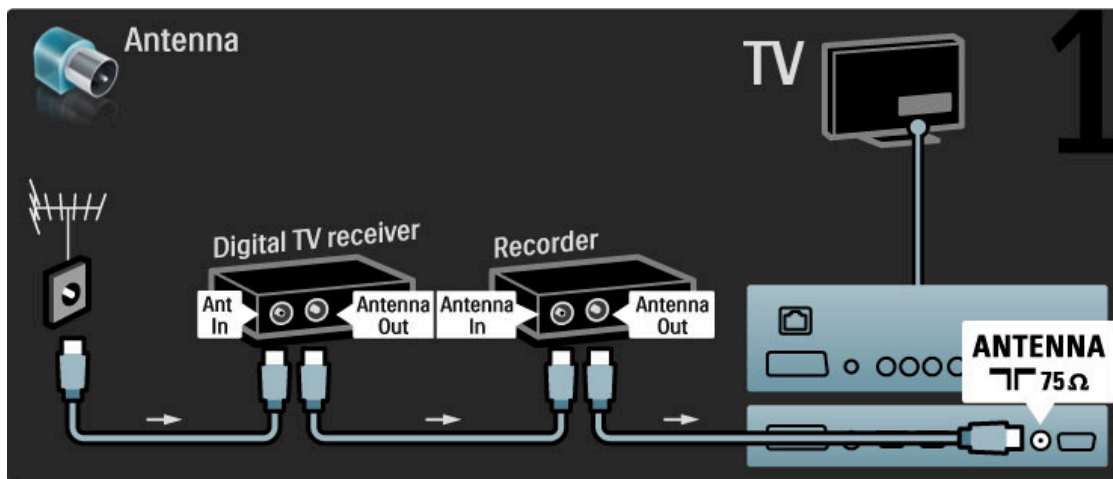 Antenna
TV
1
Digital TV receiver
Recorder
Ant
In
Antenna
Out
Antenna
In
Antenna
Out
ANTENNA
75Ω